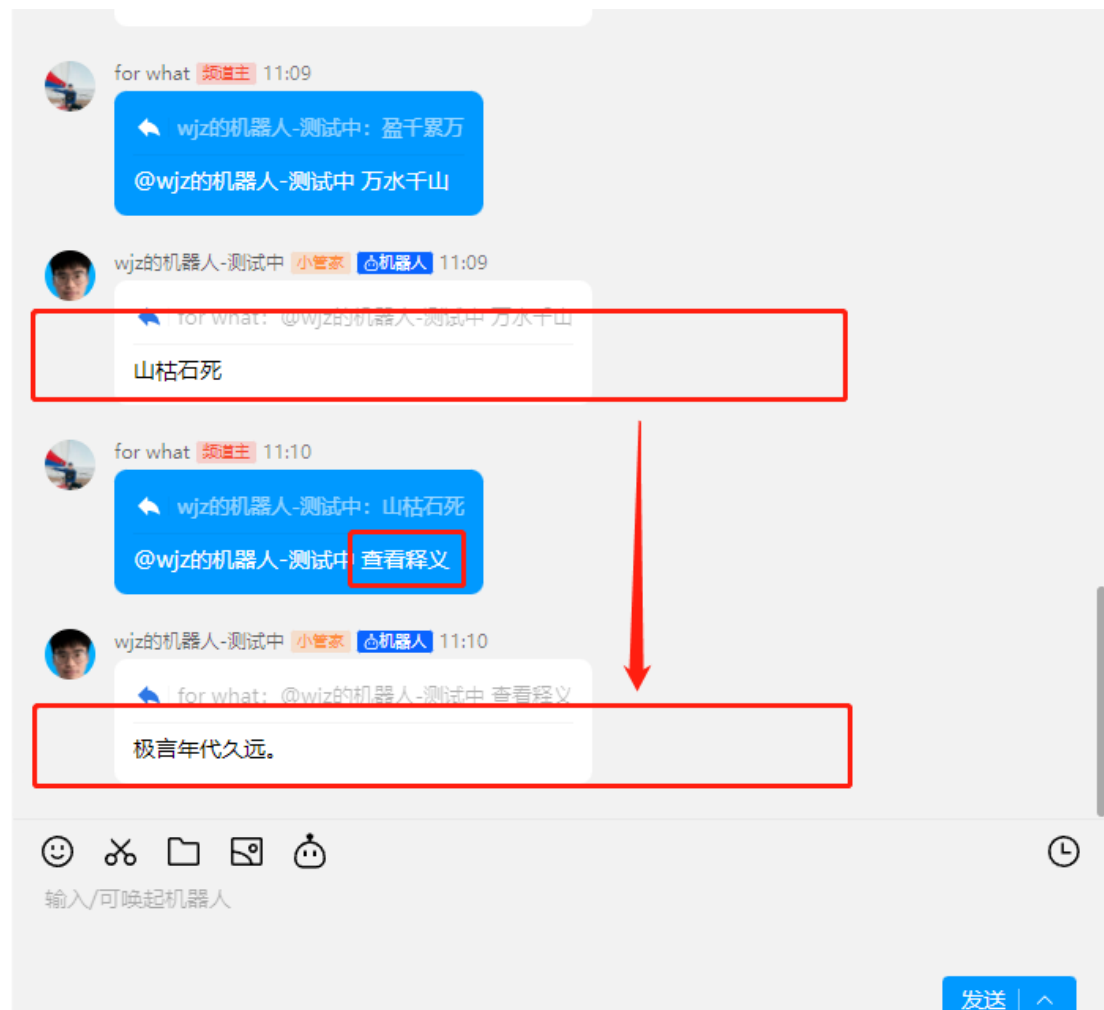 for what 频道主 11:09
wjz的机器人-测试中：盈千累万
@wjz的机器人-测试中 万水千山
wjz的机器人-测试中 小管家 机器人 11:09
for what：@wjz的机器人-测试中 万水千山
山枯石死
for what 频道主 11:10
wjz的机器人-测试中：山枯石死
@wjz的机器人-测试中 查看释义
wjz的机器人-测试中 小管家 机器人 11:10
for what：@wjz的机器人-测试中 查看释义
极言年代久远。
输入/可唤起机器人
发送